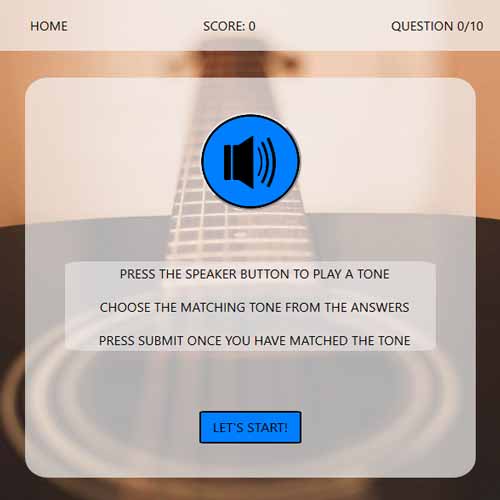 HOME
SCORE: 0
QUESTION 0/10
PRESS THE SPEAKER BUTTON TO PLAY A TONE
CHOOSE THE MATCHING TONE FROM THE ANSWERS
PRESS SUBMIT ONCE YOU HAVE MATCHED THE TONE
LET'S START!